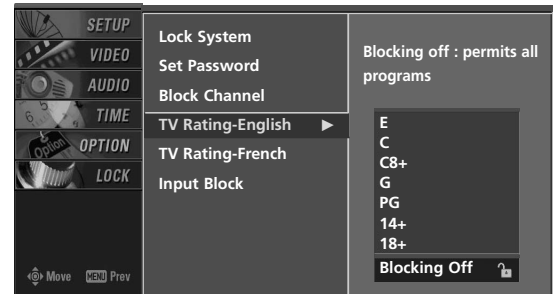 SETUP
VIDEO
AUDIO
TIME
OPTION
LOCK
Move MENU Prev
Lock System
Set Password
Block Channel
TV Rating-English ►
TV Rating-French
Input Block
Blocking off : permits all
programs
E
C
C8+
G
PG
14+
18+
Blocking Off